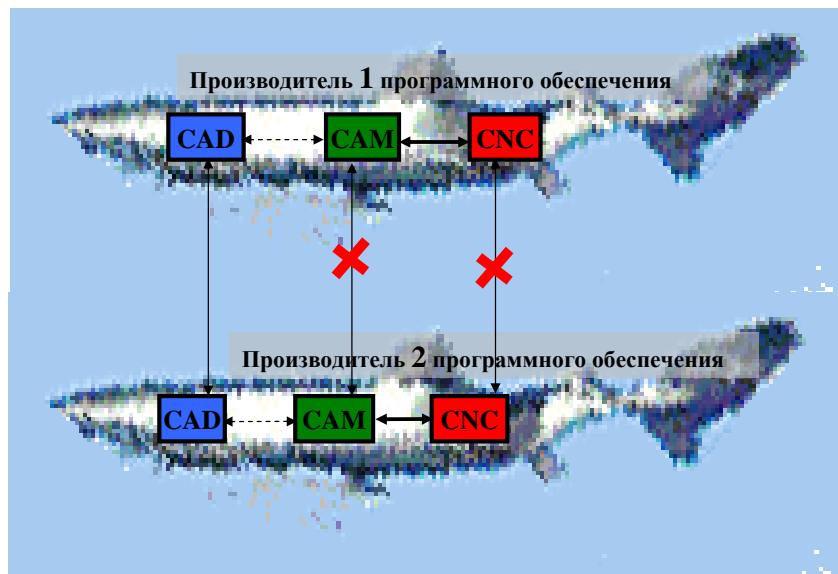 Производитель 1 программного обеспечения
CAD CAM CNC
Производитель 2 программного обеспечения
CAD CAM CNC